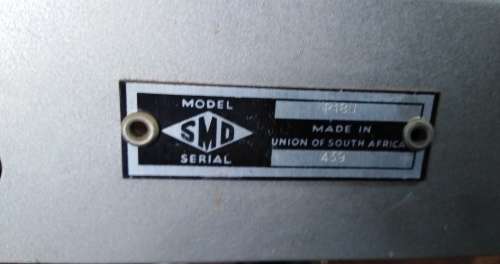 MODEL
SMD
SERIAL
MADE IN
UNION OF SOUTH AFRICA
439